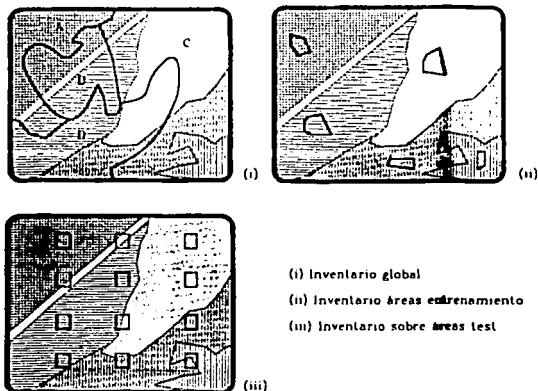 A
C
B
D
(i)
(ii)
(i) Inventario global
(ii) Inventario áreas entrenamiento
(iii) Inventario sobre áreas test
(iii)